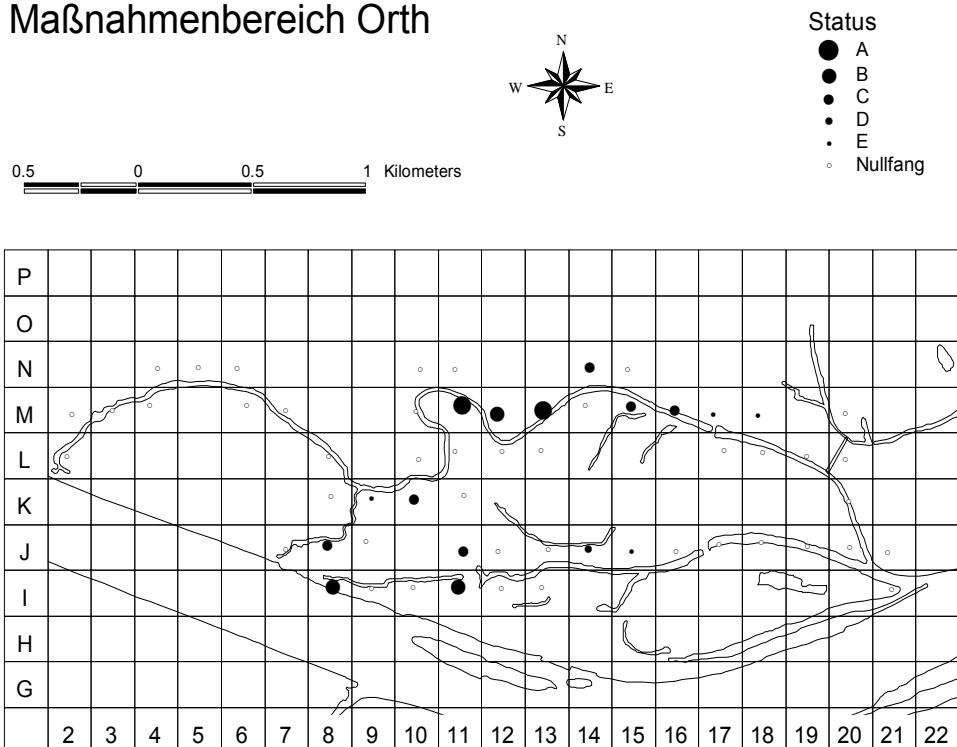 Maßnahmenbereich Orth
N
W E
S
Status
A
B
C
D
E
Nullfang
0.5 0 0.5 1 Kilometers
P
O
N
M
L
K
J
I
H
G
2 3 4 5 6 7 8 9 10 11 12 13 14 15 16 17 18 19 20 21 22